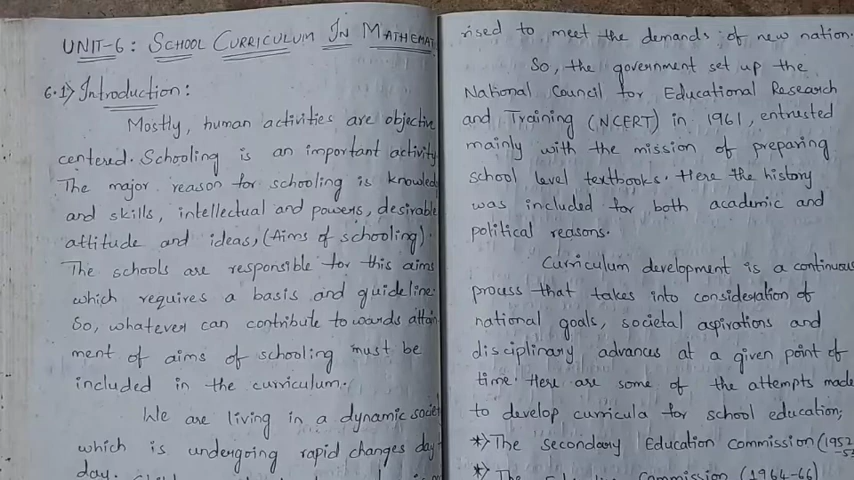 UNIT-6: SCHOOL CURRICULUM IN MATHEMAT
6.1) Introduction:
Mostly, human activities are objective
centered. Schooling is an important activity
The major reason for schooling is knowled
and skills, intellectual and powers, desirable
attitude and ideas, (Aims of schooling).
The schools are responsible for this aims
which requires a basis and guideline.
So, whatever can contribute towards attain
ment of aims of schooling must be
included in the curriculum.
We are living in a dynamic societ
which is undergoing rapid changes day
day.
rised to meet the demands of new nation.
So, the government set up the
National Council for Educational Research
and Training (NCERT) in 1961, entrusted
mainly with the mission of preparing
school level textbooks. Here the history
was included for both academic and
political reasons.
Curriculum development is a continuous
process that takes into consideration of
national goals, societal aspirations and
disciplinary advances at a given point of
time. Here are some of the attempts made
to develop curricula for school education;
*) The secondary Education commission (1952
-53
*) The Commission (1964-66)